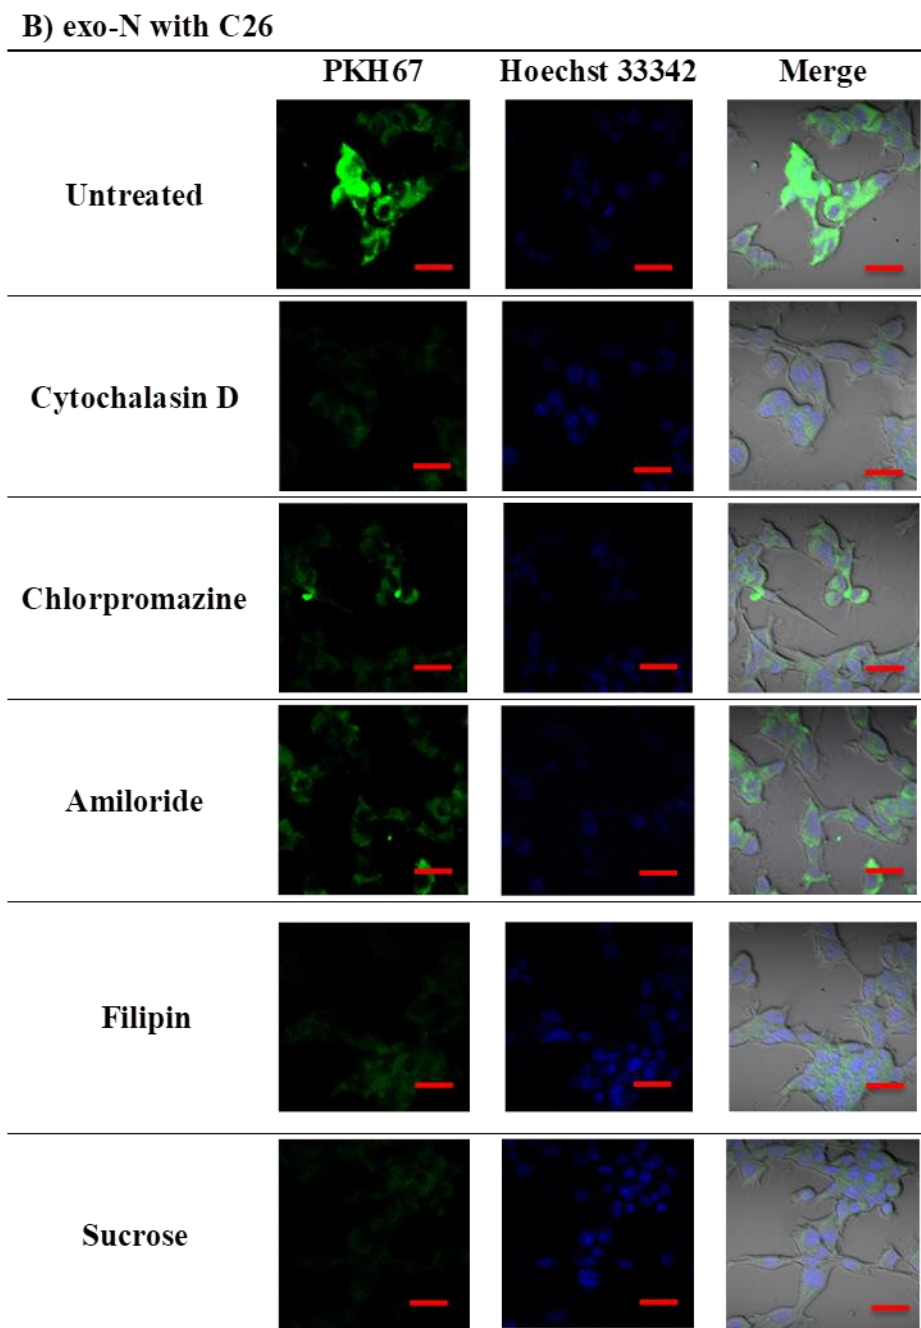 B) exo-N with C26
PKH67 Hoechst 33342 Merge
Untreated
Cytochalasin D
Chlorpromazine
Amiloride
Filipin
Sucrose